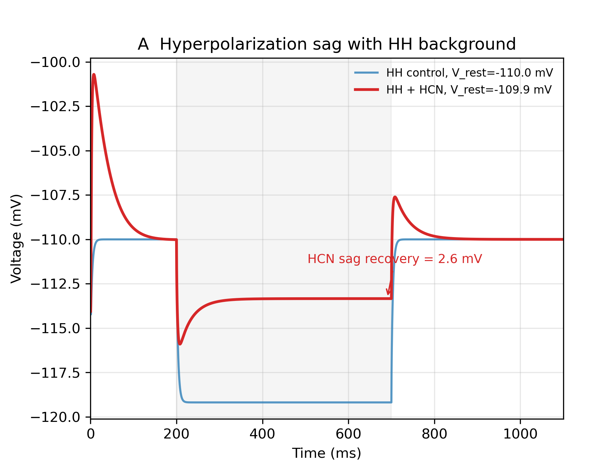 A  Hyperpolarization sag with HH background
−100.0
−102.5
−105.0
−107.5
−110.0
−112.5
−115.0
−117.5
−120.0
Voltage (mV)
HH control, V_rest=-110.0 mV
HH + HCN, V_rest=-109.9 mV
HCN sag recovery = 2.6 mV
0 200 400 600 800 1000
Time (ms)